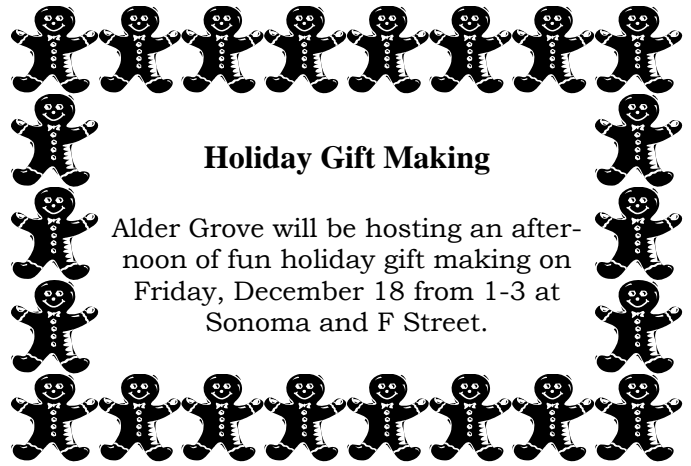 Holiday Gift Making
Alder Grove will be hosting an after-
noon of fun holiday gift making on
Friday, December 18 from 1-3 at
Sonoma and F Street.